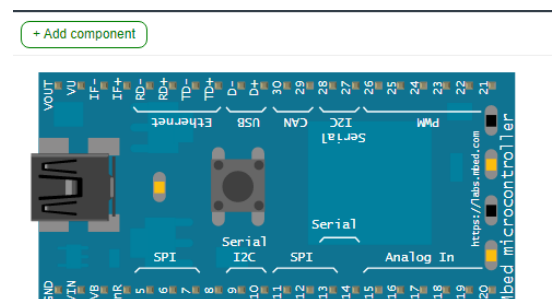 + Add component
VOUT VU IF- IF+ RD- RD+ TD- TD+ D- D+ 30 29 28 27 26 25 24 23 22 21
Ethernet USB CAN I2C PWM
Serial
https://labs.mbed.com
mbed microcontroller
Serial
Serial
SPI I2C SPI Analog In
GND VIN VB nR 5 6 7 8 9 10 11 12 13 14 15 16 17 18 19 20